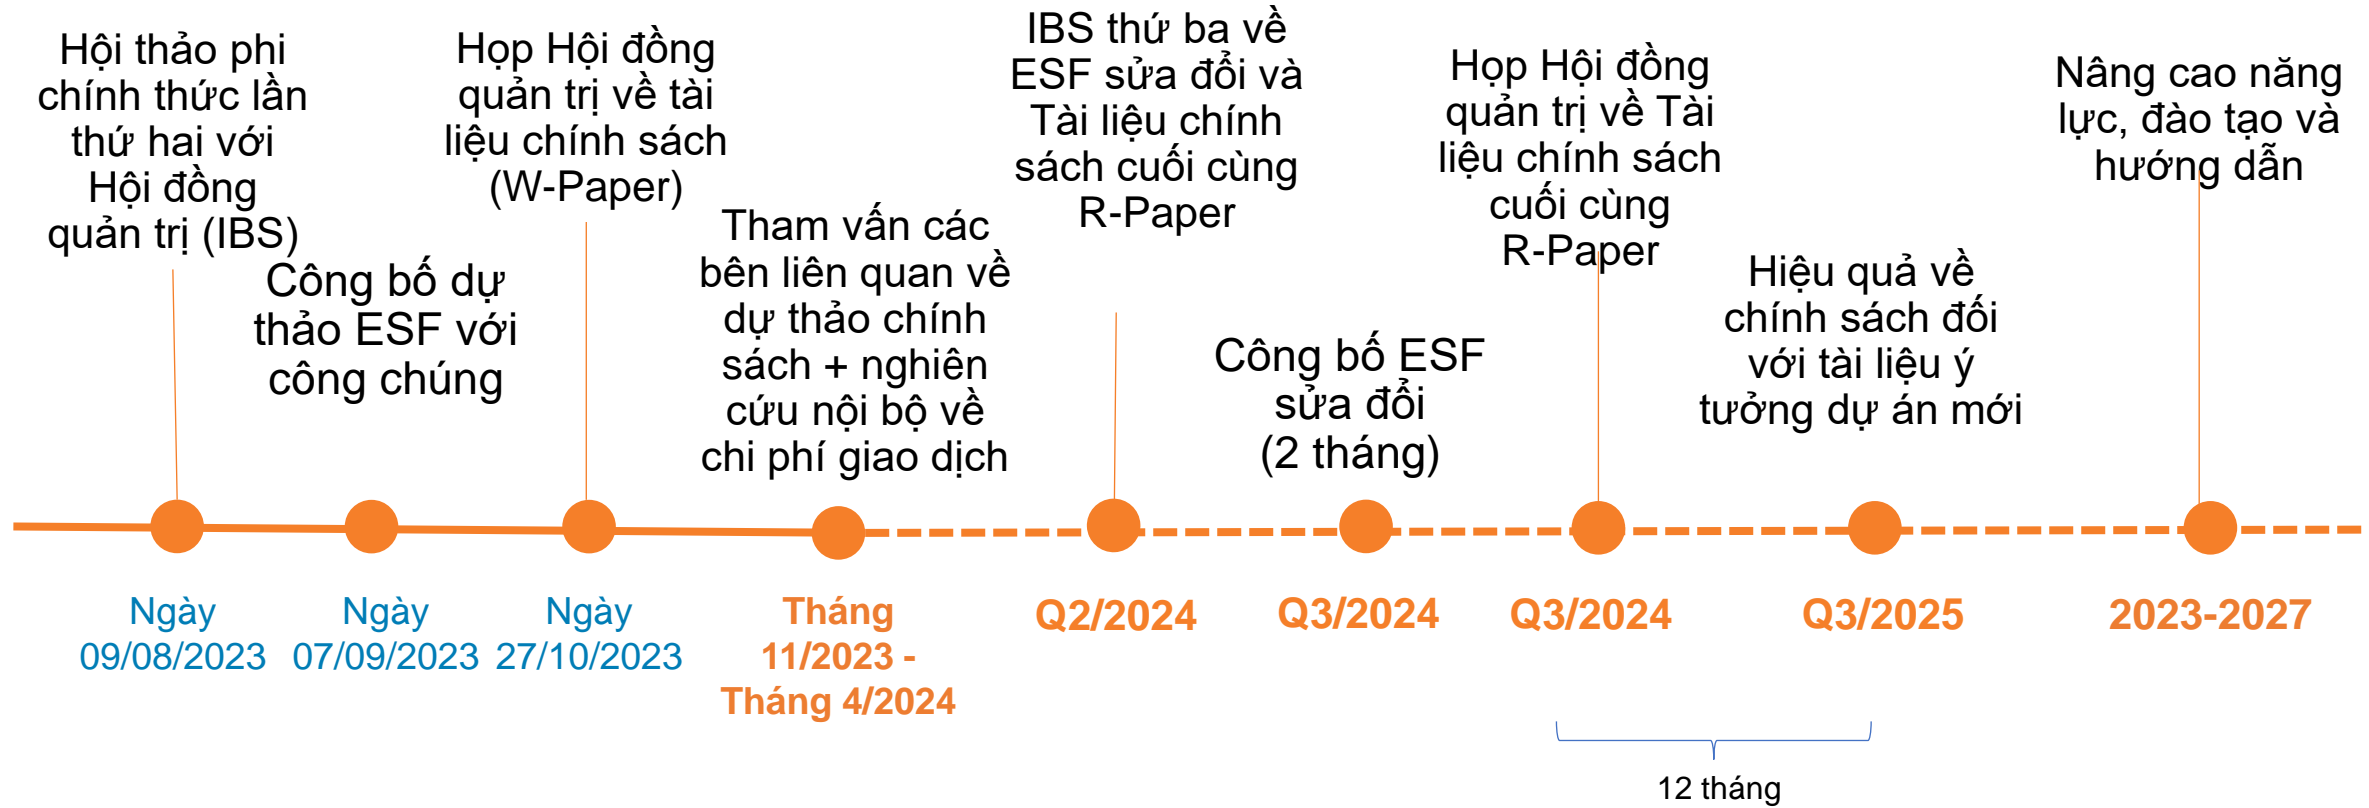 Hội thảo phi
chính thức lần
thứ hai với
Hội đồng
quản trị (IBS)
Công bố dự
thảo ESF với
công chúng
Họp Hội đồng
quản trị về tài
liệu chính sách
(W-Paper)
Tham vấn các
bên liên quan về
dự thảo chính
sách + nghiên
cứu nội bộ về
chi phí giao dịch
IBS thứ ba về
ESF sửa đổi và
Tài liệu chính
sách cuối cùng
R-Paper
Công bố ESF
sửa đổi
(2 tháng)
Họp Hội đồng
quản trị về Tài
liệu chính sách
cuối cùng
R-Paper
Hiệu quả về
chính sách đối
với tài liệu ý
tưởng dự án mới
Nâng cao năng
lực, đào tạo và
hướng dẫn
Ngày
09/08/2023
Ngày
07/09/2023
Ngày
27/10/2023
Tháng
11/2023 -
Tháng 4/2024
Q2/2024
Q3/2024
Q3/2024
Q3/2025
2023-2027
12 tháng